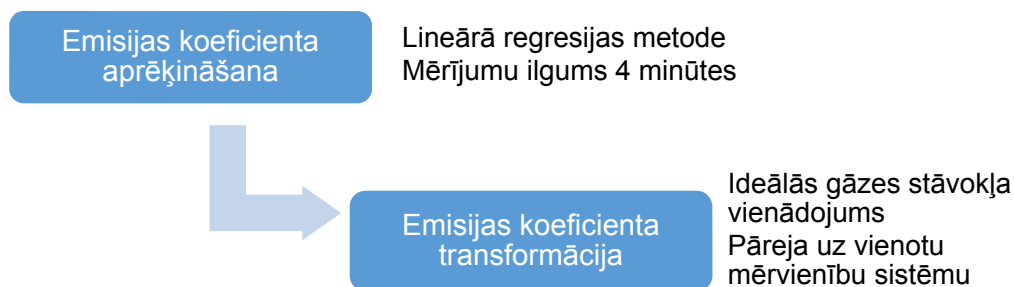 Emisijas koeficienta
aprēķināšana
Lineārā regresijas metode
Mērījumu ilgums 4 minūtes
Emisijas koeficienta
transformācija
Ideālās gāzes stāvokļa
vienādojums
Pāreja uz vienotu
mērvienību sistēmu